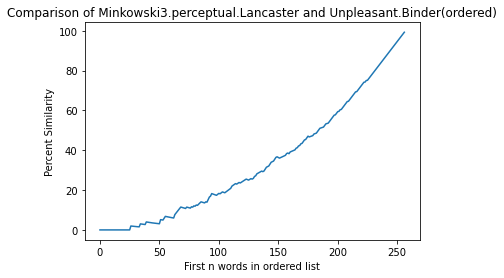 Comparison of Minkowski3.perceptual.Lancaster and Unpleasant.Binder(ordered)
100
80
60
40
20
0
Percent Similarity
0 50 100 150 200 250
First n words in ordered list